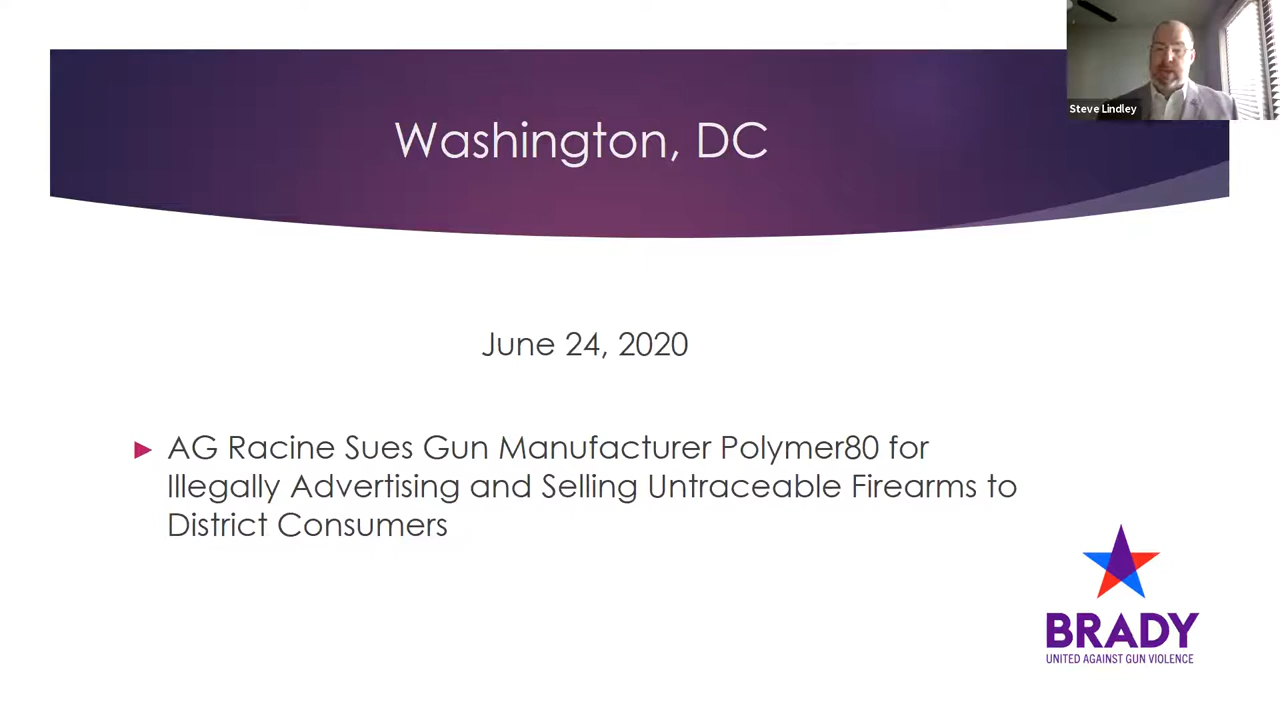 Steve Lindley
Washington, DC
June 24, 2020
► AG Racine Sues Gun Manufacturer Polymer80 for
Illegally Advertising and Selling Untraceable Firearms to
District Consumers
BRADY
UNITED AGAINST GUN VIOLENCE